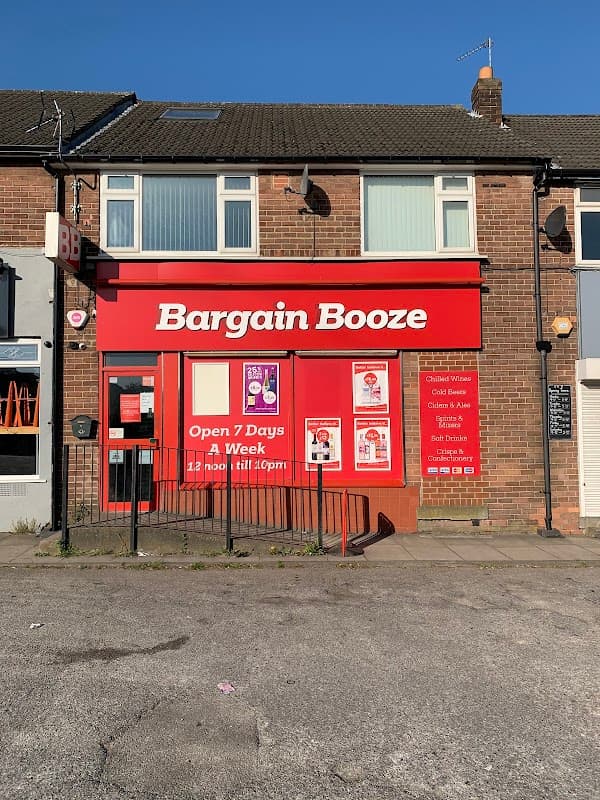 BB
Bargain Booze
25%
Open 7 Days
A Week
12 noon till 10pm
Chilled Wines
Cold Beers
Ciders & Ales
Spirits &
Mixers
Soft Drinks
Crisps &
Confectionery